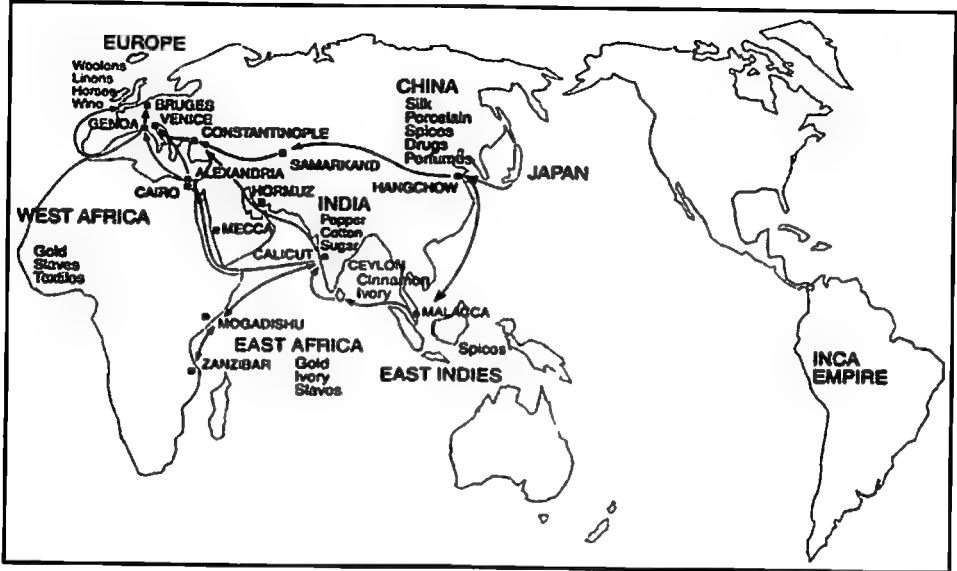 EUROPE
Woolens
Linens
Horses
Wine
BRUGES
VENICE
GENOA
CONSTANTINOPLE
SAMARKAND
CHINA
Silk
Porcelain
Spices
Drugs
Perfumes
HANGCHOW
JAPAN
ALEXANDRIA
CAIRO
HORMUZ
MECCA
INDIA
Pepper
Cotton
Sugar
CALICUT
CEYLON
Cinnamon
Ivory
WEST AFRICA
Gold
Slaves
Textiles
MALACCA
MOGADISHU
EAST AFRICA
Gold
Ivory
Slaves
ZANZIBAR
Spices
EAST INDIES
INCA
EMPIRE